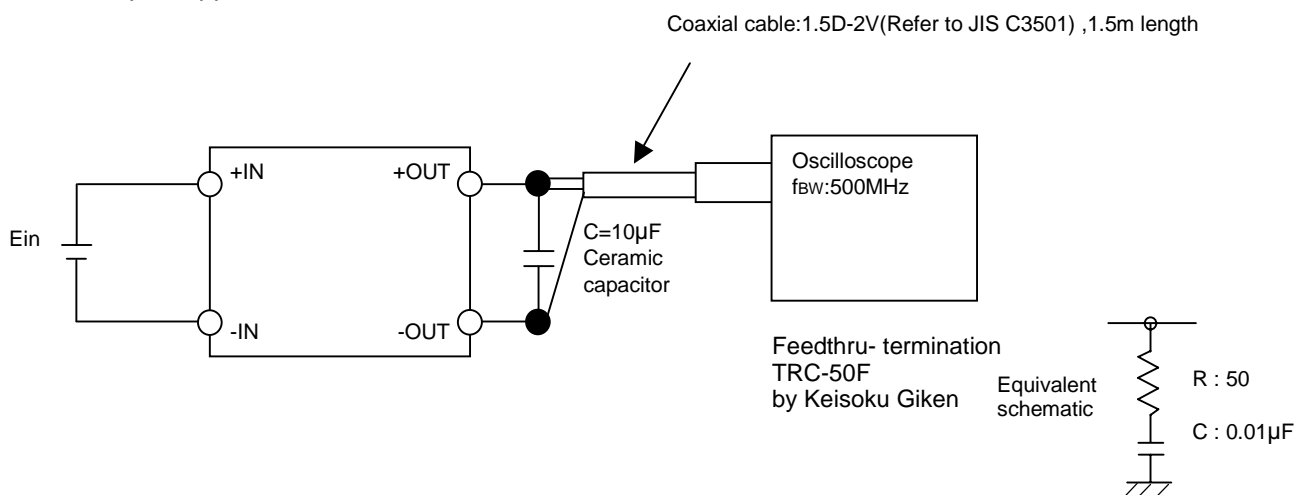 Coaxial cable:1.5D-2V(Refer to JIS C3501) ,1.5m length
+IN
+OUT
Oscilloscope
fBW:500MHz
Ein
C=10µF
Ceramic
capacitor
-IN
-OUT
Feedthru- termination
TRC-50F
by Keisoku Giken
Equivalent
schematic
R : 50
C : 0.01µF